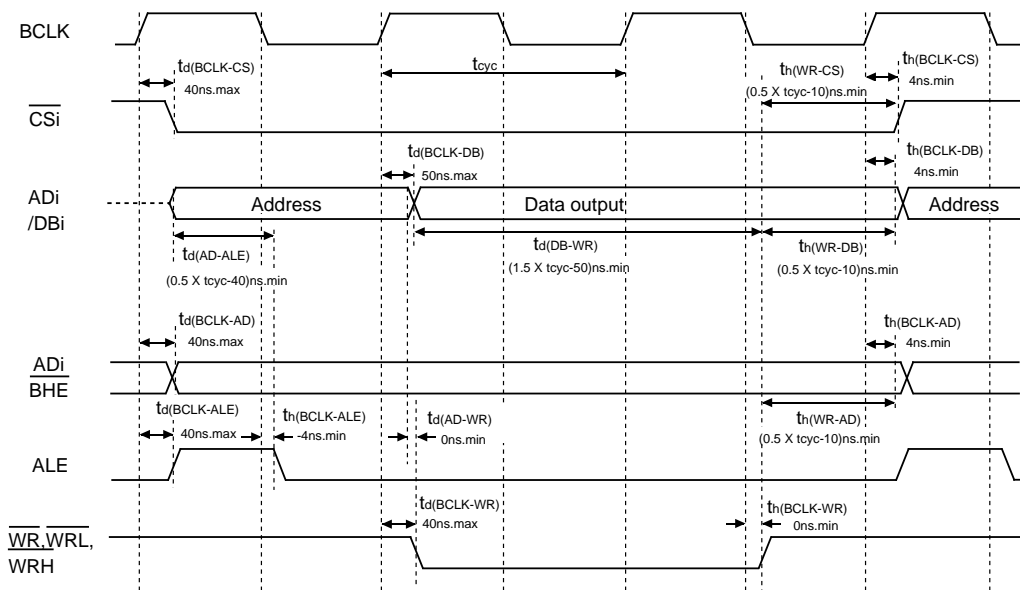 BCLK
td(BCLK-CS)
40ns.max
tcyc
th(WR-CS)
(0.5 X tcyc-10)ns.min
th(BCLK-CS)
4ns.min
CSi
td(BCLK-DB)
50ns.max
th(BCLK-DB)
4ns.min
ADi
/DBi
Address
Data output
Address
td(AD-ALE)
(0.5 X tcyc-40)ns.min
td(DB-WR)
(1.5 X tcyc-50)ns.min
th(WR-DB)
(0.5 X tcyc-10)ns.min
td(BCLK-AD)
40ns.max
th(BCLK-AD)
4ns.min
ADi
BHE
td(BCLK-ALE)
40ns.max
th(BCLK-ALE)
-4ns.min
td(AD-WR)
0ns.min
th(WR-AD)
(0.5 X tcyc-10)ns.min
ALE
td(BCLK-WR)
40ns.max
th(BCLK-WR)
0ns.min
WR,WRL,
WRH